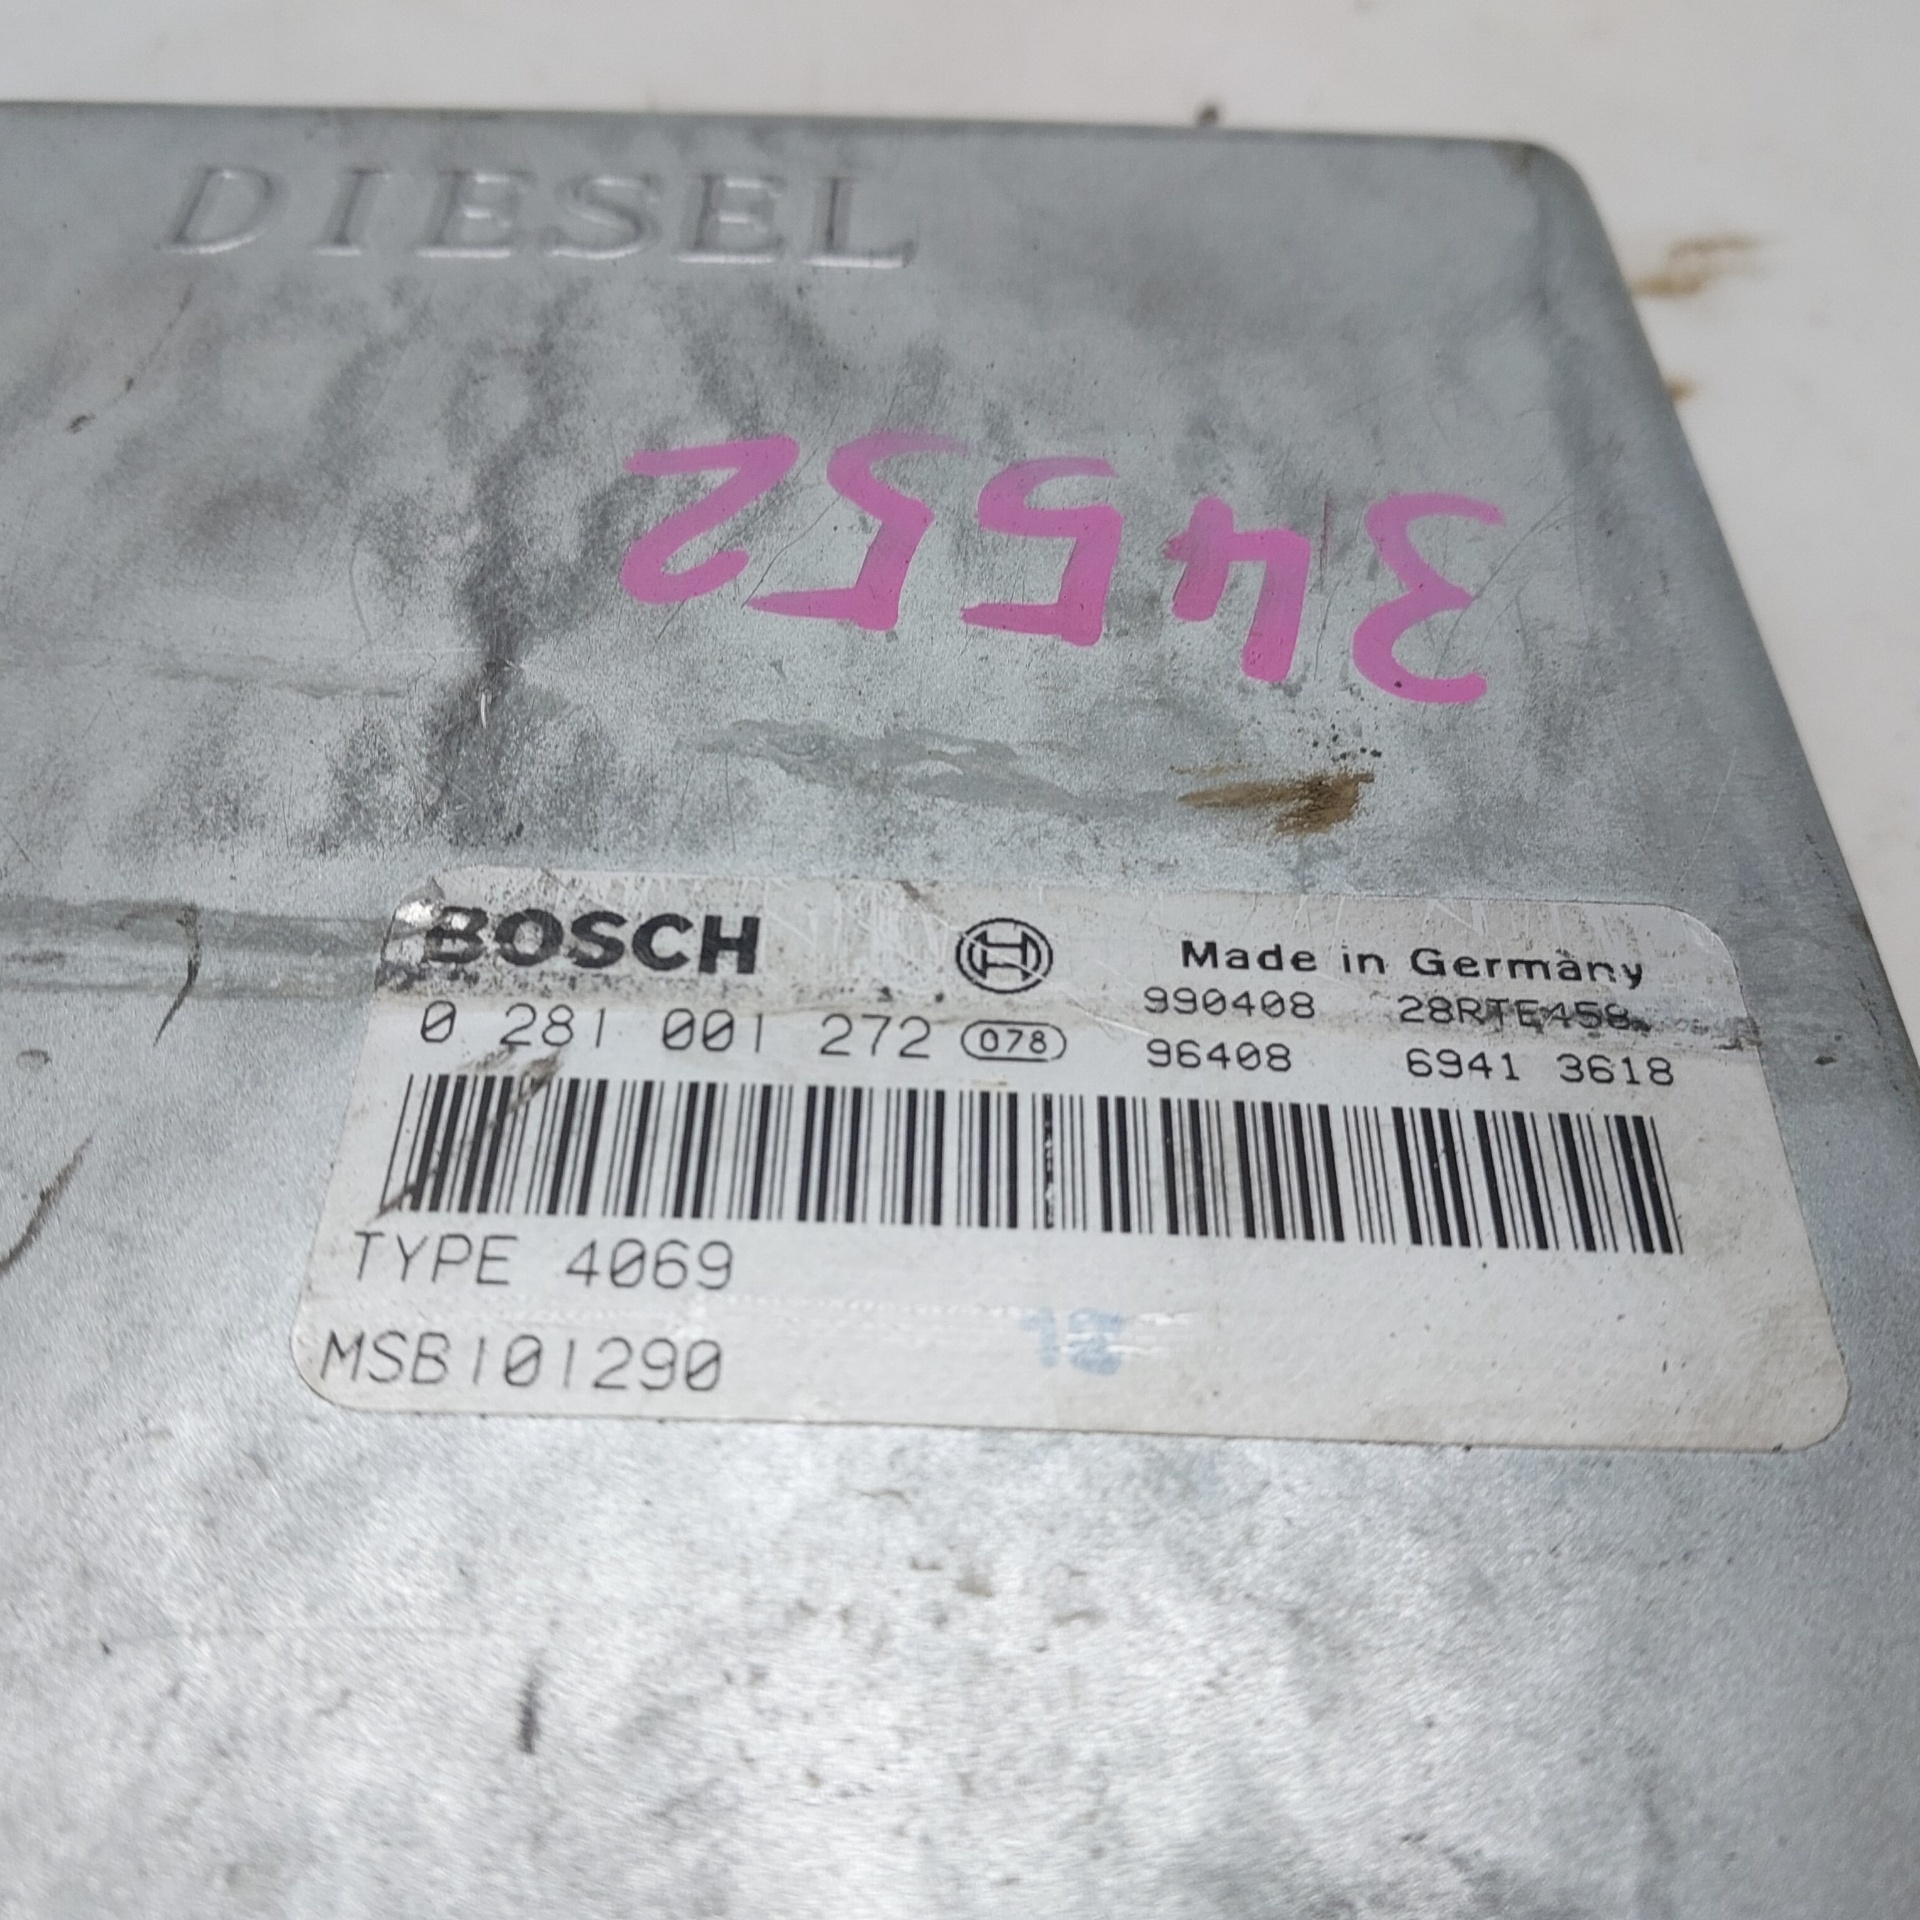 DIESEL
34552
BOSCH
Made in Germany
0 281 001 272 078
990408 28RTE458
96408 6941 3618
TYPE 4069
MSB101290